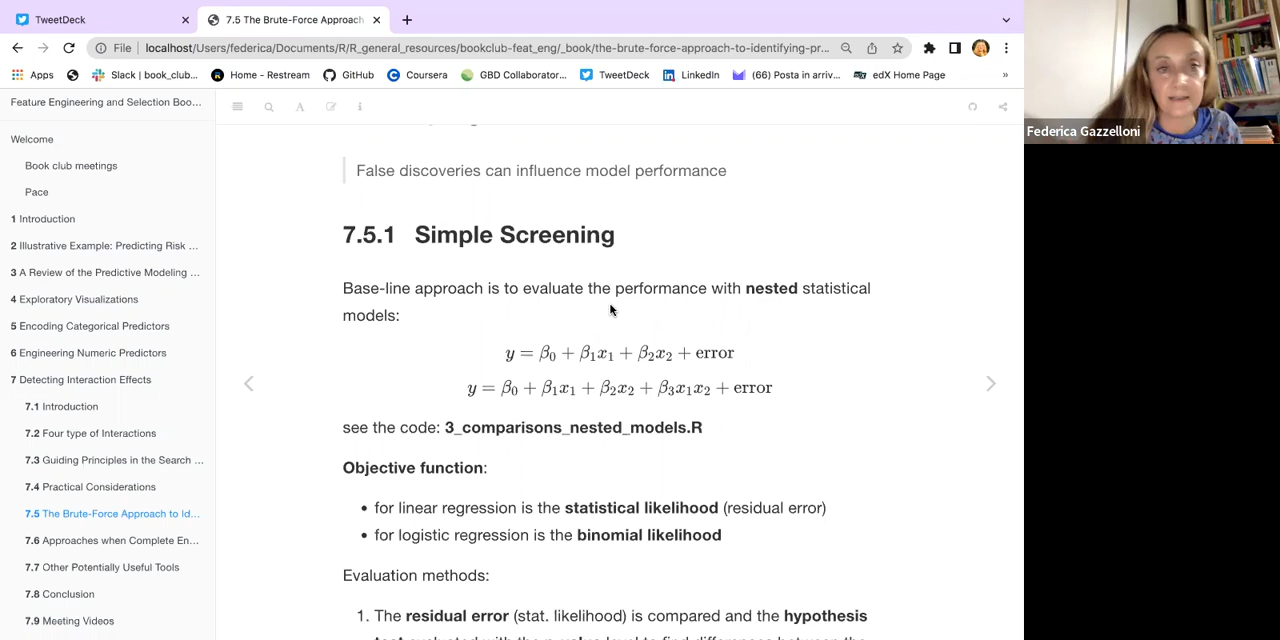 TweetDeck
7.5 The Brute-Force Approach
File
localhost/Users/federica/Documents/R/R_general_resources/bookclub-feat_eng/_book/the-brute-force-approach-to-identifying-pr...
Apps
Slack | book_club...
Home - Restream
GitHub
Coursera
GBD Collaborator...
TweetDeck
LinkedIn
(66) Posta in arriv...
edX Home Page
»
Feature Engineering and Selection Boo...
Welcome
Book club meetings
Pace
1 Introduction
2 Illustrative Example: Predicting Risk ...
3 A Review of the Predictive Modeling ...
4 Exploratory Visualizations
5 Encoding Categorical Predictors
6 Engineering Numeric Predictors
7 Detecting Interaction Effects
7.1 Introduction
7.2 Four type of Interactions
7.3 Guiding Principles in the Search ...
7.4 Practical Considerations
7.5 The Brute-Force Approach to Id...
7.6 Approaches when Complete En...
7.7 Other Potentially Useful Tools
7.8 Conclusion
7.9 Meeting Videos
False discoveries can influence model performance
7.5.1 Simple Screening
Base-line approach is to evaluate the performance with nested statistical
models:
y = β₀ + β₁x₁ + β₂x₂ + error
y = β₀ + β₁x₁ + β₂x₂ + β₃x₁x₂ + error
see the code: 3_comparisons_nested_models.R
Objective function:
• for linear regression is the statistical likelihood (residual error)
• for logistic regression is the binomial likelihood
Evaluation methods:
1. The residual error (stat. likelihood) is compared and the hypothesis
Federica Gazzelloni